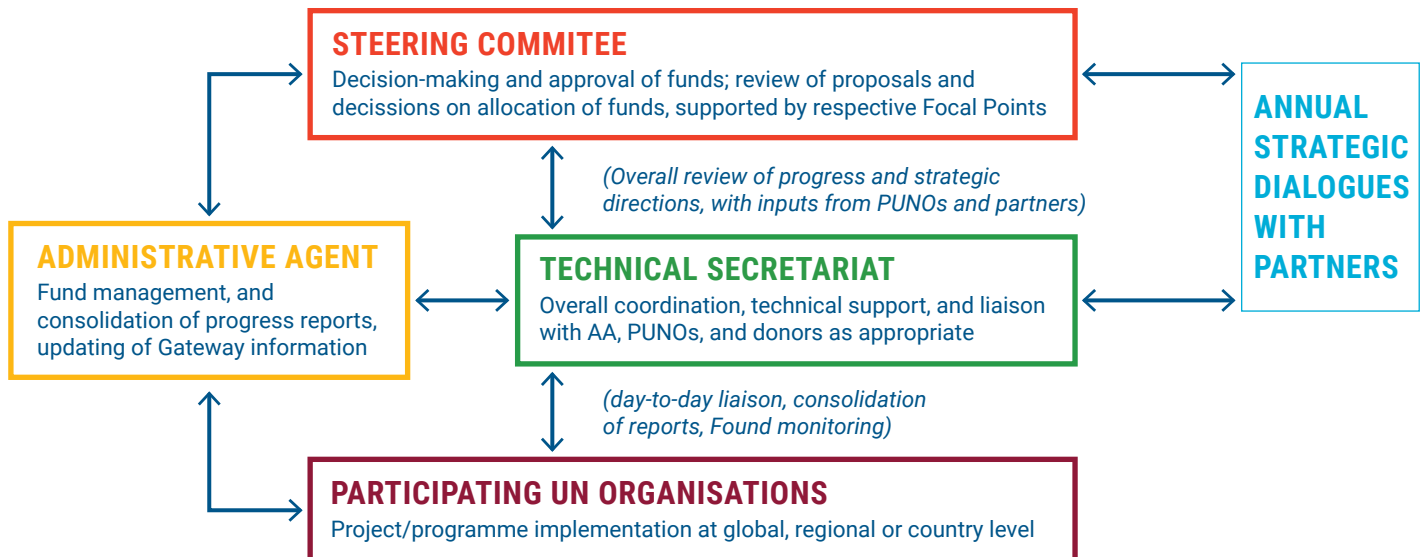 STEERING COMMITEE
Decision-making and approval of funds; review of proposals and
decissions on allocation of funds, supported by respective Focal Points
ANNUAL
STRATEGIC
DIALOGUES
WITH
PARTNERS
(Overall review of progress and strategic
directions, with inputs from PUNOs and partners)
ADMINISTRATIVE AGENT
Fund management, and
consolidation of progress reports,
updating of Gateway information
TECHNICAL SECRETARIAT
Overall coordination, technical support, and liaison
with AA, PUNOs, and donors as appropriate
(day-to-day liaison, consolidation
of reports, Found monitoring)
PARTICIPATING UN ORGANISATIONS
Project/programme implementation at global, regional or country level